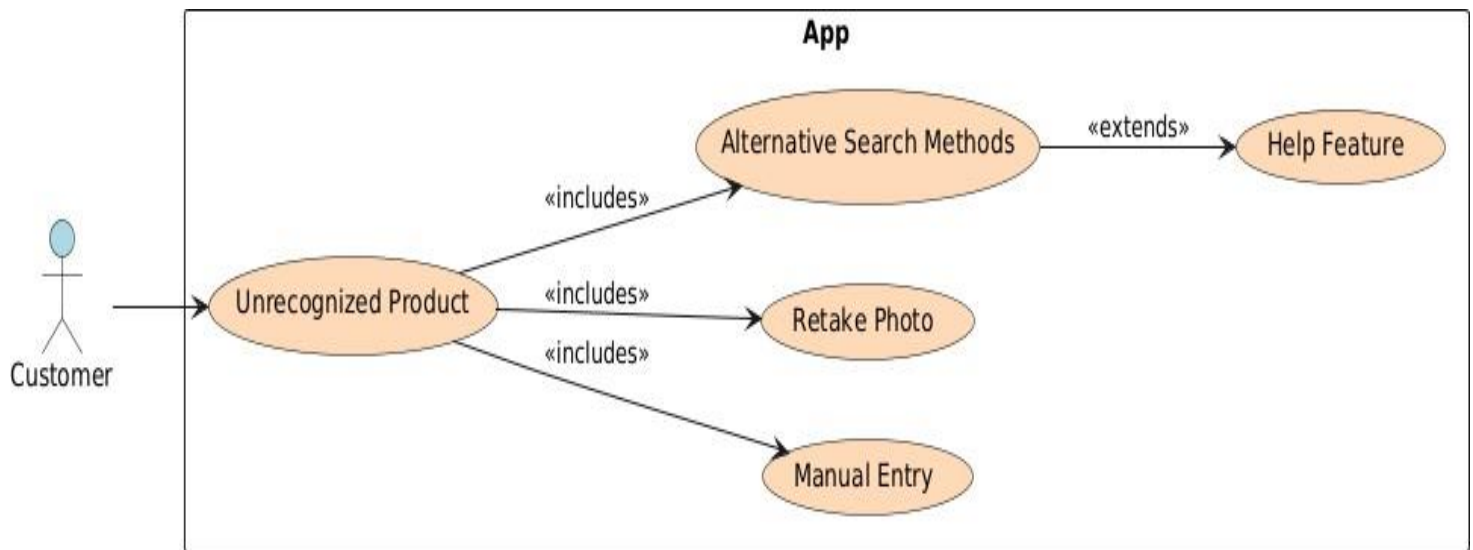 App
Alternative Search Methods
«extends»
Help Feature
«includes»
Unrecognized Product
«includes»
Retake Photo
«includes»
Customer
Manual Entry